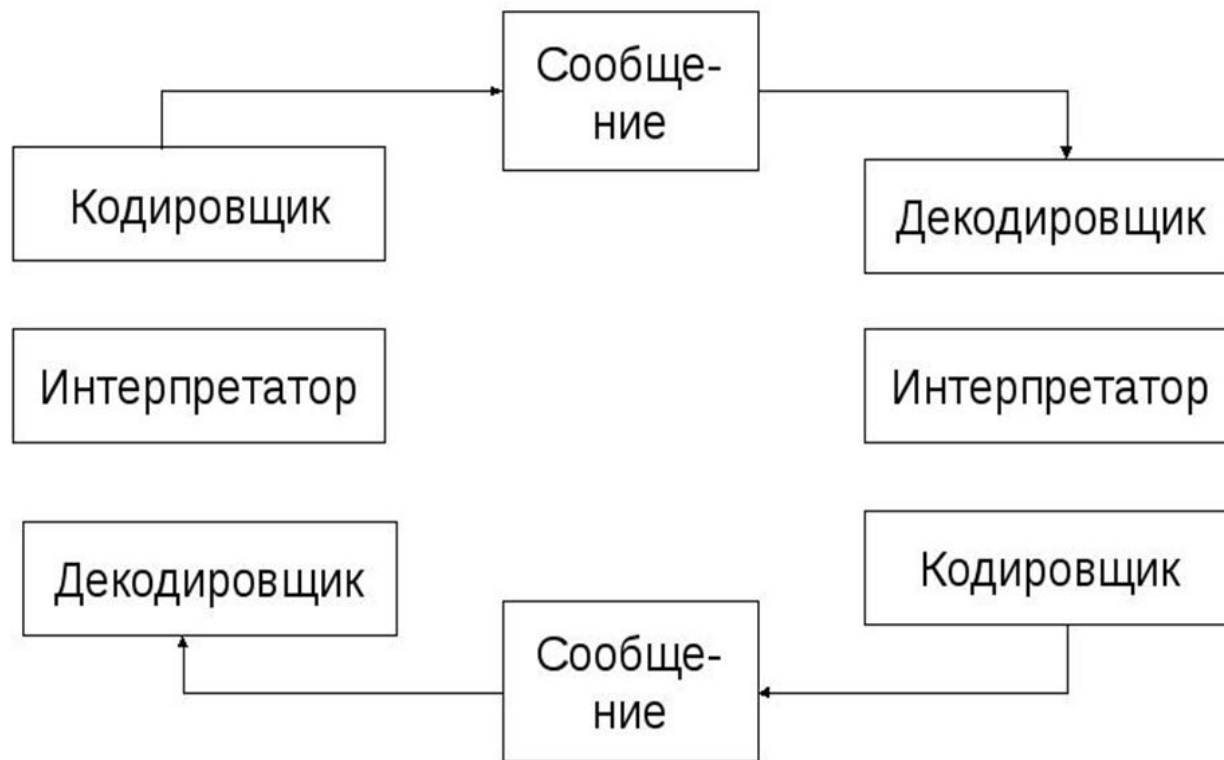 Сообще-
ние
Кодировщик
Декодировщик
Интерпретатор
Интерпретатор
Декодировщик
Кодировщик
Сообще-
ние